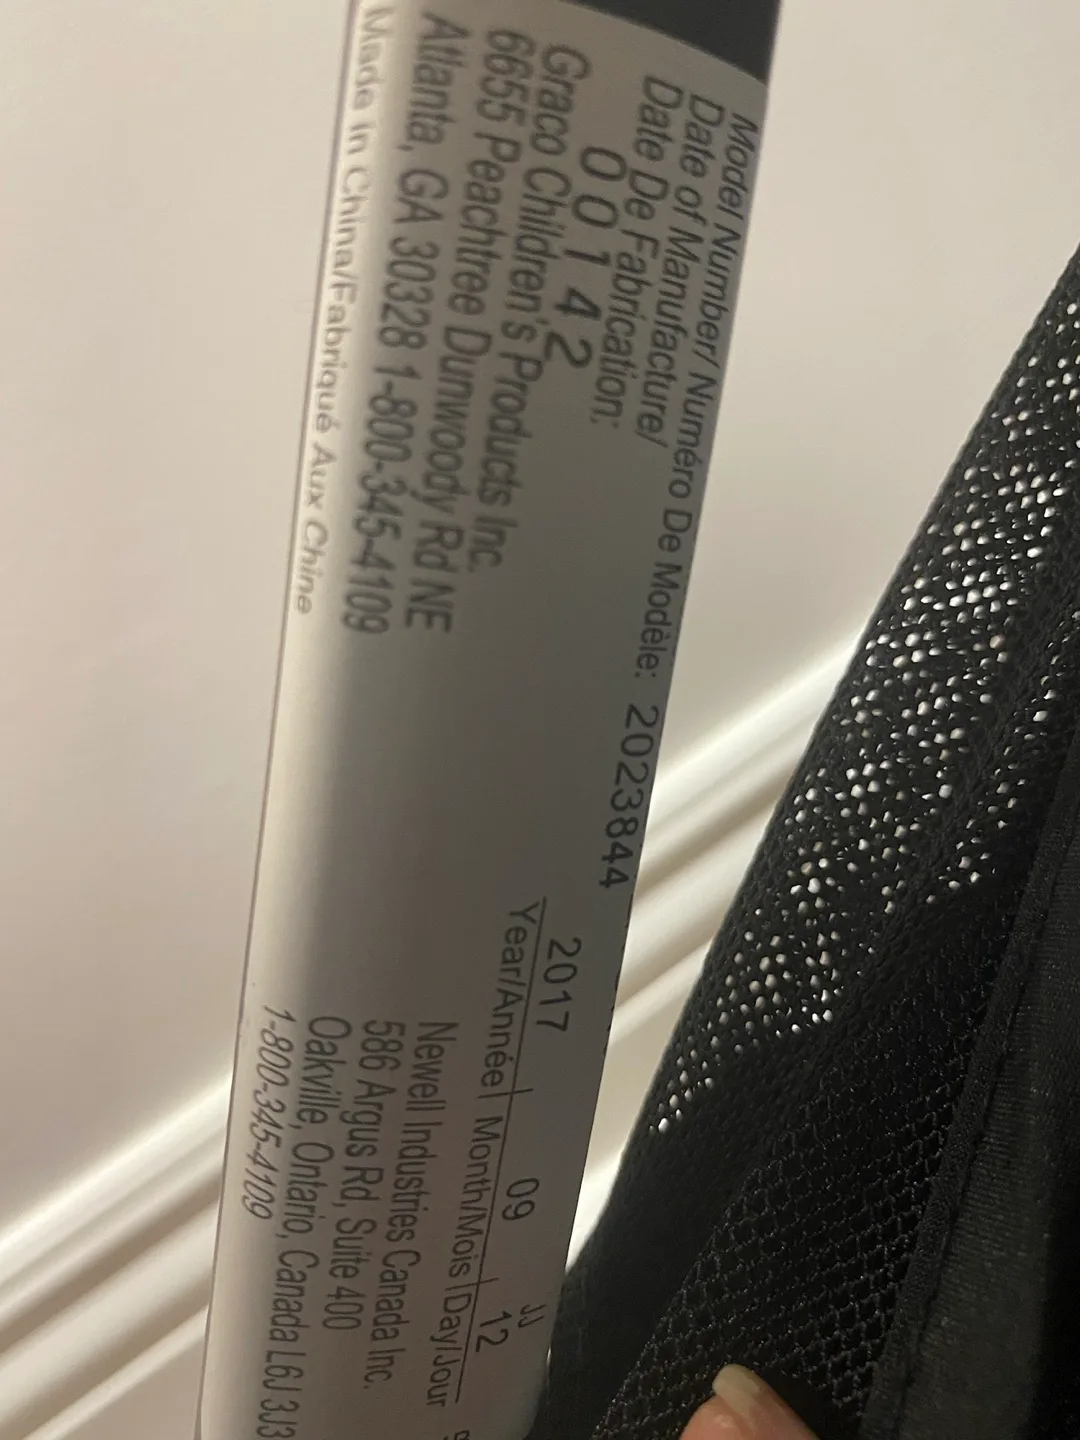 Model Number/ Numéro De Modèle: 2023844
Date of Manufacture/
Date De Fabrication:
2017 09 12
JJ
Year/Année Month/Mois Day/Jour
00142
Graco Children's Products Inc.
6655 Peachtree Dunwoody Rd NE
Atlanta, GA 30328 1-800-345-4109
Made in China/Fabriqué Aux Chine
Newell Industries Canada Inc.
586 Argus Rd, Suite 400
Oakville, Ontario, Canada L6J 3J3
1-800-345-4109